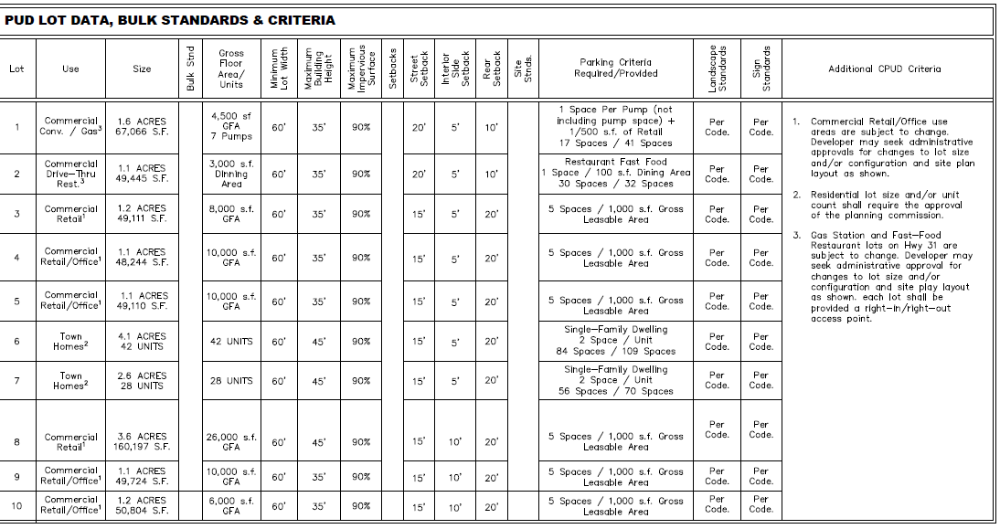 PUD LOT DATA, BULK STANDARDS & CRITERIA
Lot
Use
Size
Bulk Stnd
Gross
Floor
Area/
Units
Minimum
Lot Width
Maximum
Building
Height
Maximum
Impervious
Surface
Setbacks
Street
Setback
Interior
Side
Setback
Rear
Setback
Site
Stnds.
Parking Criteria
Required/Provided
Landscape
Standards
Sign
Standards
Additional CPUD Criteria
1
Commercial
Conv. / Gas³
1.6 ACRES
67,066 S.F.
4,500 sf
GFA
7 Pumps
60'
35'
90%
20'
5'
10'
1 Space Per Pump (not
including pump space) +
1/500 s.f. of Retail
17 Spaces / 41 Spaces
Per
Code.
Per
Code.
2
Commercial
Drive-Thru
Rest.³
1.1 ACRES
49,445 S.F.
3,000 s.f.
Dinning
Area
60'
35'
90%
20'
5'
10'
Restaurant Fast Food
1 Space / 100 s.f. Dining Area
30 Spaces / 32 Spaces
Per
Code.
Per
Code.
3
Commercial
Retail¹
1.2 ACRES
49,111 S.F.
8,000 s.f.
GFA
60'
35'
90%
15'
5'
20'
5 Spaces / 1,000 s.f. Gross
Leasable Area
Per
Code.
Per
Code.
4
Commercial
Retail/Office¹
1.1 ACRES
48,244 S.F.
10,000 s.f.
GFA
60'
35'
90%
15'
5'
20'
5 Spaces / 1,000 s.f. Gross
Leasable Area
Per
Code.
Per
Code.
5
Commercial
Retail/Office¹
1.1 ACRES
49,110 S.F.
10,000 s.f.
GFA
60'
35'
90%
15'
5'
20'
5 Spaces / 1,000 s.f. Gross
Leasable Area
Per
Code.
Per
Code.
6
Town
Homes²
4.1 ACRES
42 UNITS
42 UNITS
60'
45'
90%
15'
5'
20'
Single-Family Dwelling
2 Space / Unit
84 Spaces / 109 Spaces
Per
Code.
Per
Code.
7
Town
Homes²
2.6 ACRES
28 UNITS
28 UNITS
60'
45'
90%
15'
5'
20'
Single-Family Dwelling
2 Space / Unit
56 Spaces / 70 Spaces
Per
Code.
Per
Code.
8
Commercial
Retail¹
3.6 ACRES
160,197 S.F.
26,000 s.f.
GFA
60'
45'
90%
15'
10'
20'
5 Spaces / 1,000 s.f. Gross
Leasable Area
Per
Code.
Per
Code.
9
Commercial
Retail/Office¹
1.1 ACRES
49,724 S.F.
10,000 s.f.
GFA
60'
35'
90%
15'
10'
20'
5 Spaces / 1,000 s.f. Gross
Leasable Area
Per
Code.
Per
Code.
10
Commercial
Retail/Office¹
1.2 ACRES
50,804 S.F.
6,000 s.f.
GFA
60'
35'
90%
15'
10'
20'
5 Spaces / 1,000 s.f. Gross
Leasable Area
Per
Code.
Per
Code.
1. Commercial Retail/Office use
areas are subject to change.
Developer may seek administrative
approvals for changes to lot size
and/or configuration and site plan
layout as shown.
2. Residential lot size and/or unit
count shall require the approval
of the planning commission.
3. Gas Station and Fast-Food
Restaurant lots on Hwy 31 are
subject to change. Developer may
seek administrative approval for
changes to lot size and/or
configuration and site play layout
as shown. each lot shall be
provided a right-in/right-out
access point.